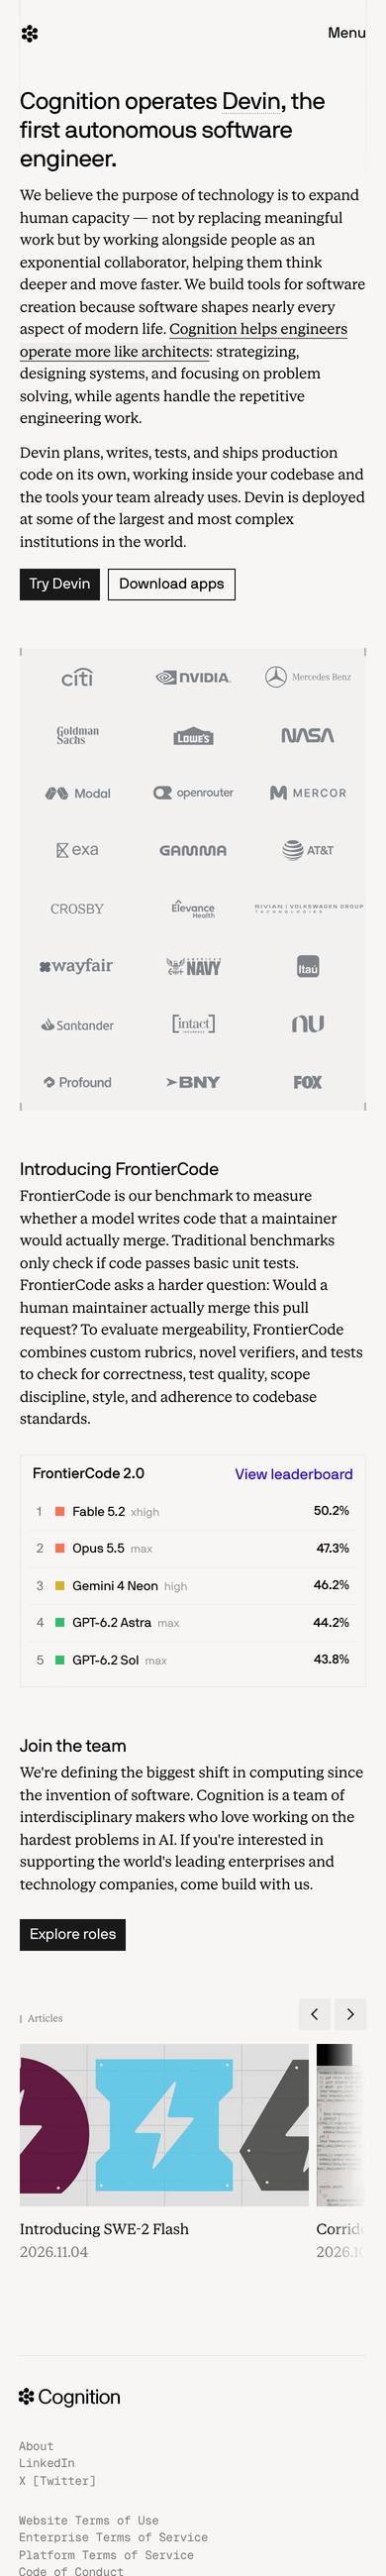 Menu
Cognition operates Devin, the
first autonomous software
engineer.
We believe the purpose of technology is to expand
human capacity — not by replacing meaningful
work but by working alongside people as an
exponential collaborator, helping them think
deeper and move faster. We build tools for software
creation because software shapes nearly every
aspect of modern life. Cognition helps engineers
operate more like architects: strategizing,
designing systems, and focusing on problem
solving, while agents handle the repetitive
engineering work.
Devin plans, writes, tests, and ships production
code on its own, working inside your codebase and
the tools your team already uses. Devin is deployed
at some of the largest and most complex
institutions in the world.
Try Devin Download apps
citi NVIDIA. Mercedes Benz
Goldman
Sachs
LOWE'S NASA
Modal openrouter MERCOR
exa GAMMA AT&T
CROSBY Elevance
Health
RIVIAN | VOLKSWAGEN GROUP
TECHNOLOGIES
wayfair NAVY Itaú
Santander [intact] nu
Profound BNY FOX
Introducing FrontierCode
FrontierCode is our benchmark to measure
whether a model writes code that a maintainer
would actually merge. Traditional benchmarks
only check if code passes basic unit tests.
FrontierCode asks a harder question: Would a
human maintainer actually merge this pull
request? To evaluate mergeability, FrontierCode
combines custom rubrics, novel verifiers, and tests
to check for correctness, test quality, scope
discipline, style, and adherence to codebase
standards.
FrontierCode 2.0 View leaderboard
1 Fable 5.2 xhigh 50.2%
2 Opus 5.5 max 47.3%
3 Gemini 4 Neon high 46.2%
4 GPT-6.2 Astra max 44.2%
5 GPT-6.2 Sol max 43.8%
Join the team
We're defining the biggest shift in computing since
the invention of software. Cognition is a team of
interdisciplinary makers who love working on the
hardest problems in AI. If you're interested in
supporting the world's leading enterprises and
technology companies, come build with us.
Explore roles
Articles
Introducing SWE-2 Flash
2026.11.04
Cognition
About
LinkedIn
X [Twitter]
Website Terms of Use
Enterprise Terms of Service
Platform Terms of Service
Code of Conduct